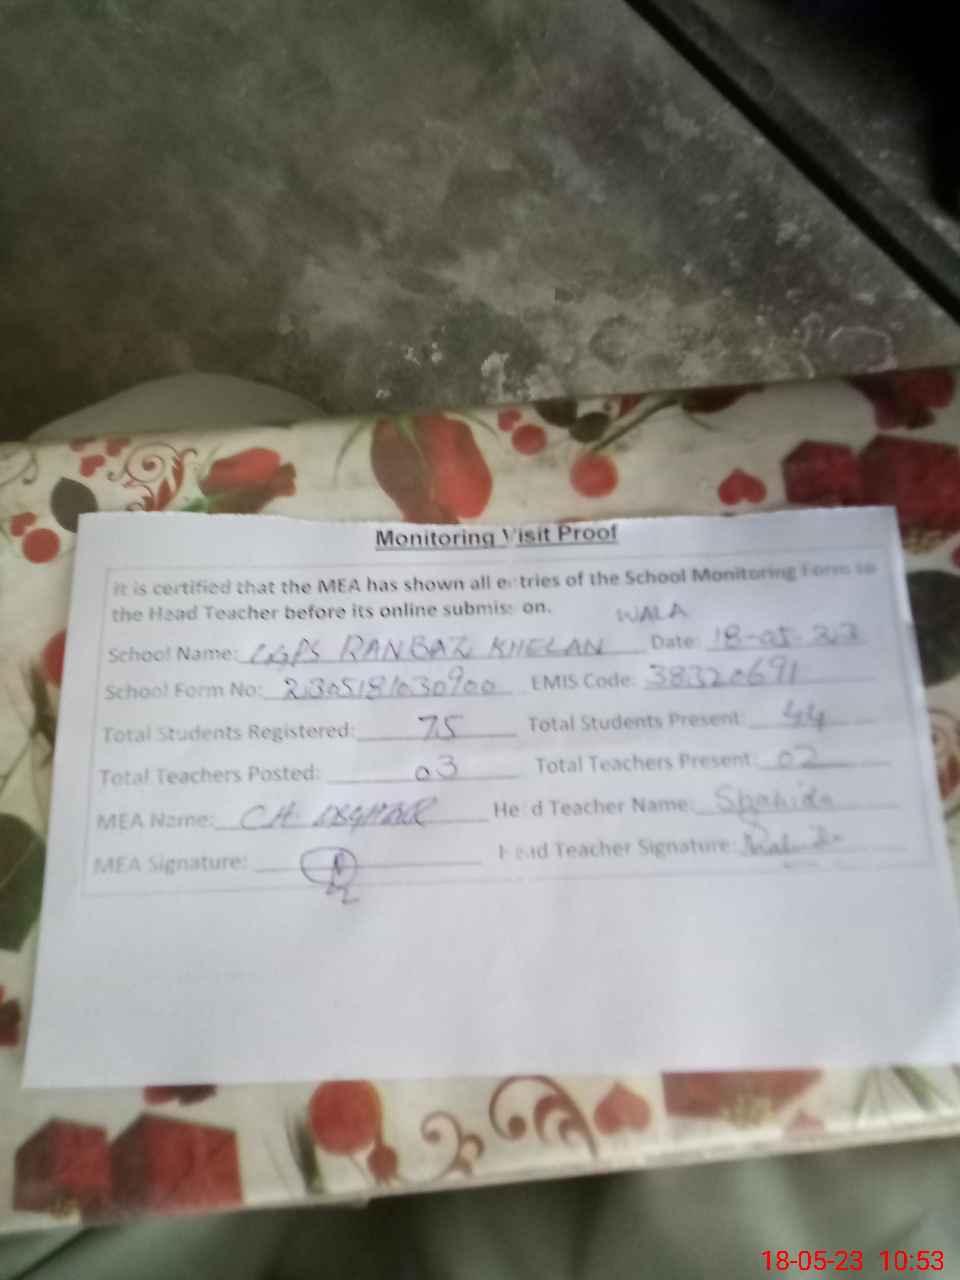 Monitoring Visit Proof
It is certified that the MEA has shown all entries of the School Monitoring Form to
the Head Teacher before its online submission.
WALA
School Name: GGPS RANBAZ KHELAN Date: 18-05-23
School Form No: 2305181030900 EMIS Code: 38320691
Total Students Registered: 75 Total Students Present: 44
Total Teachers Posted: 03 Total Teachers Present: 02
MEA Name: CH Head Teacher Name: Shahida
MEA Signature: Head Teacher Signature:
18-05-23 10:53